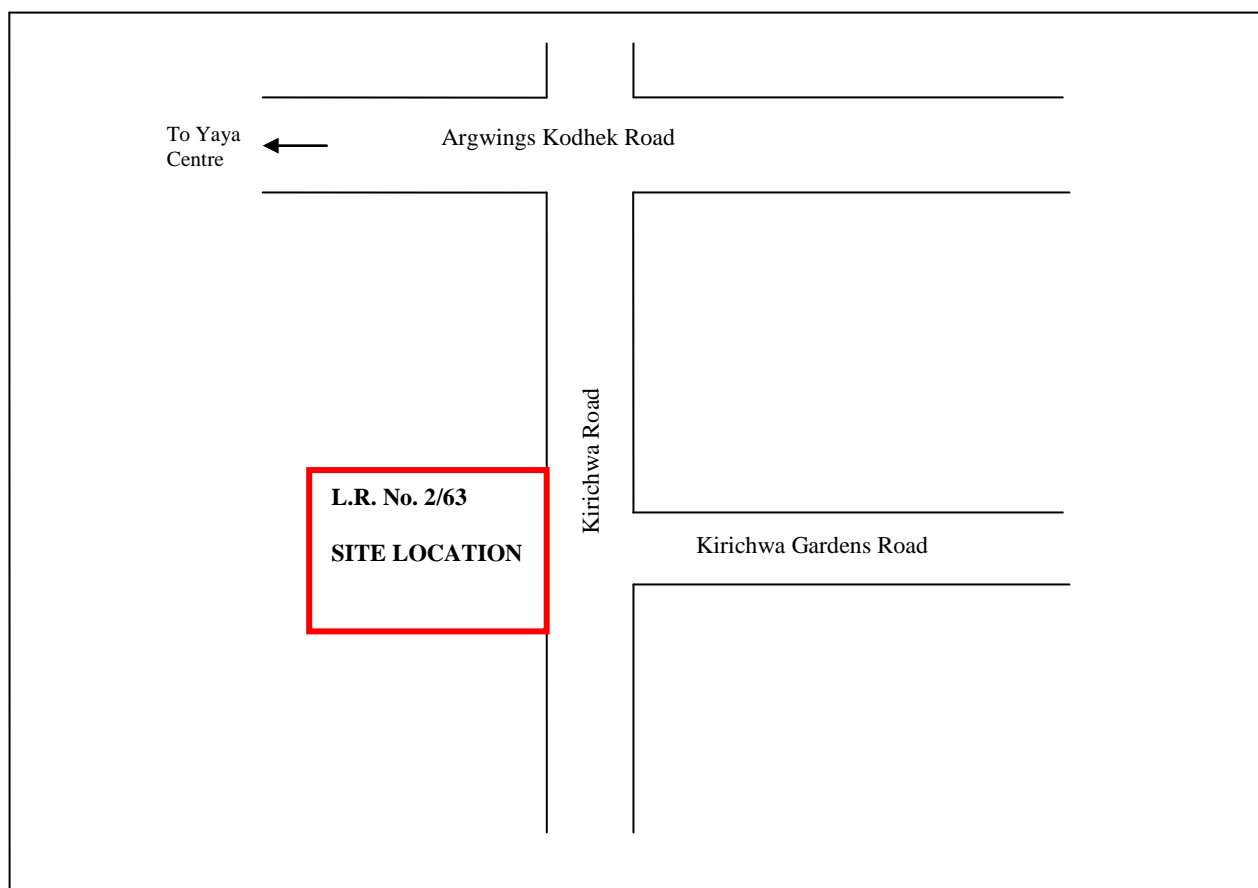 To Yaya
Centre
Argwings Kodhek Road
Kirichwa Road
L.R. No. 2/63
SITE LOCATION
Kirichwa Gardens Road